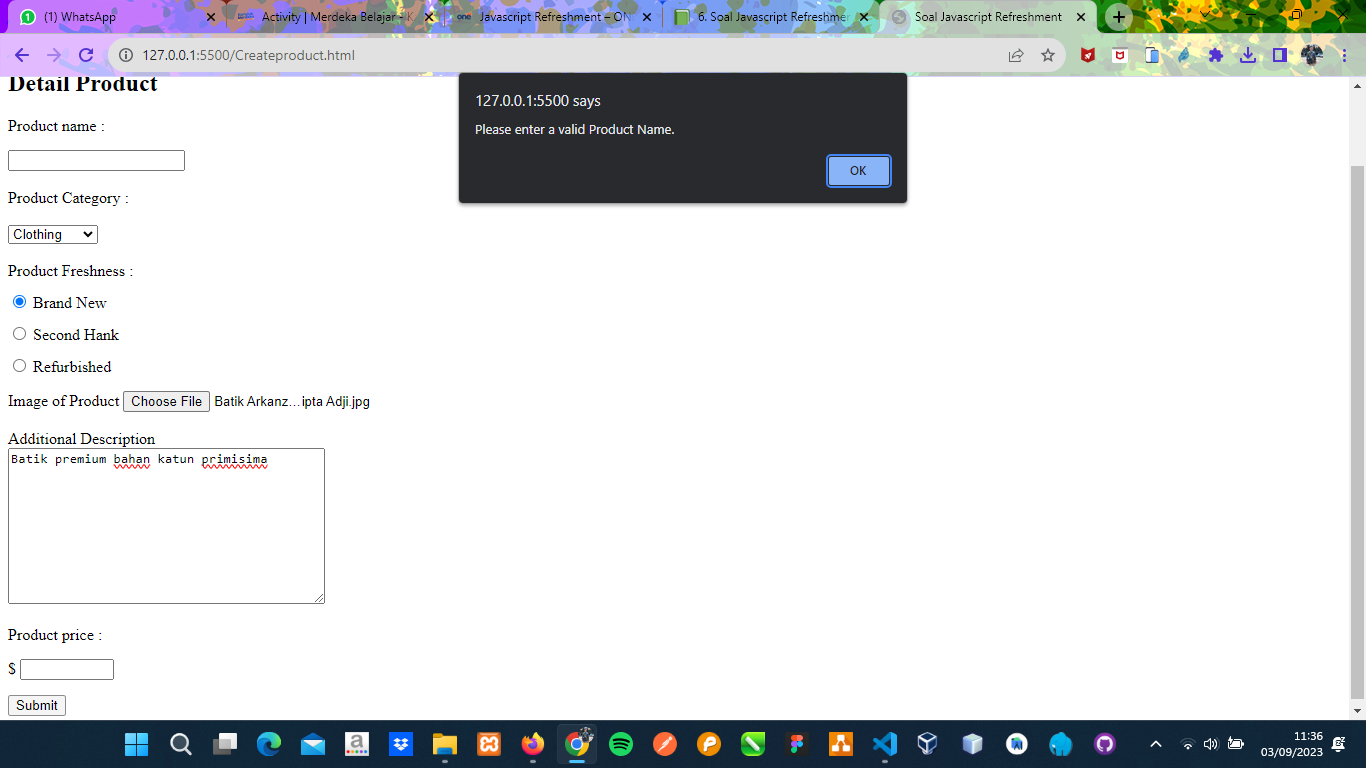 (1) WhatsApp
Activity | Merdeka Belajar - K
Javascript Refreshment – ON
6. Soal Javascript Refreshmer
Soal Javascript Refreshment
127.0.0.1:5500/Createproduct.html
127.0.0.1:5500 says
Please enter a valid Product Name.
OK
Detail Product
Product name :
Product Category :
Clothing
Product Freshness :
Brand New
Second Hank
Refurbished
Image of Product Choose File Batik Arkanz...ipta Adji.jpg
Additional Description
Batik premium bahan katun primisima
Product price :
$
Submit
11:36
03/09/2023